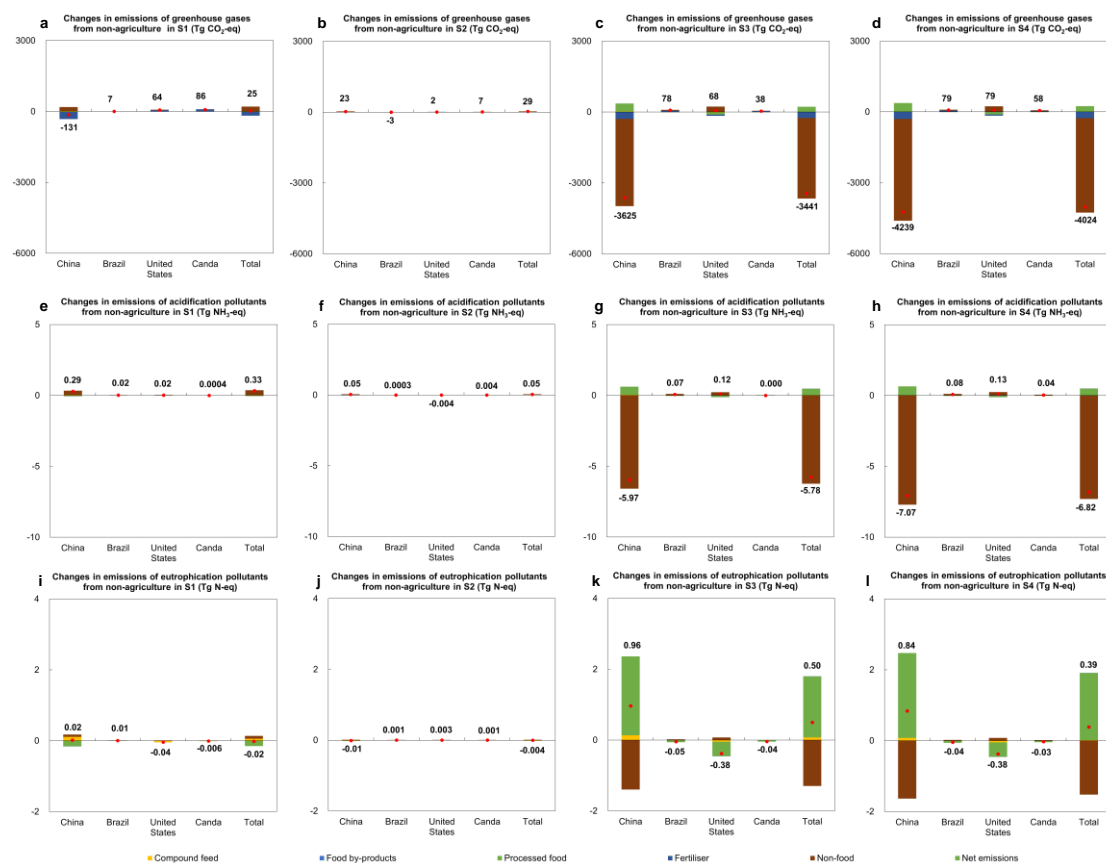 a Changes in emissions of greenhouse gases
from non-agriculture in S1 (Tg CO₂-eq)
3000
0
-3000
-6000
-131
7
64
86
25
China Brazil United States Canda Total
b Changes in emissions of greenhouse gases
from non-agriculture in S2 (Tg CO₂-eq)
3000
0
-3000
-6000
23
-3
2
7
29
China Brazil United States Canda Total
c Changes in emissions of greenhouse gases
from non-agriculture in S3 (Tg CO₂-eq)
3000
0
-3000
-6000
-3625
78
68
38
-3441
China Brazil United States Canda Total
d Changes in emissions of greenhouse gases
from non-agriculture in S4 (Tg CO₂-eq)
3000
0
-3000
-6000
-4239
79
79
58
-4024
China Brazil United States Canda Total
e Changes in emissions of acidification pollutants
from non-agriculture in S1 (Tg NH₃-eq)
5
0
-5
-10
0.29
0.02
0.02
0.0004
0.33
China Brazil United States Canda Total
f Changes in emissions of acidification pollutants
from non-agriculture in S2 (Tg NH₃-eq)
5
0
-5
-10
0.05
0.0003
-0.004
0.004
0.05
China Brazil United States Canda Total
g Changes in emissions of acidification pollutants
from non-agriculture in S3 (Tg NH₃-eq)
5
0
-5
-10
-5.97
0.07
0.12
0.000
-5.78
China Brazil United States Canda Total
h Changes in emissions of acidification pollutants
from non-agriculture in S4 (Tg NH₃-eq)
5
0
-5
-10
-7.07
0.08
0.13
0.04
-6.82
China Brazil United States Canda Total
i Changes in emissions of eutrophication pollutants
from non-agriculture in S1 (Tg N-eq)
4
2
0
-2
0.02
0.01
-0.04
-0.006
-0.02
China Brazil United States Canda Total
j Changes in emissions of eutrophication pollutants
from non-agriculture in S2 (Tg N-eq)
4
2
0
-2
-0.01
0.001
0.003
0.001
-0.004
China Brazil United States Canda Total
k Changes in emissions of eutrophication pollutants
from non-agriculture in S3 (Tg N-eq)
4
2
0
-2
0.96
-0.05
-0.38
-0.04
0.50
China Brazil United States Canda Total
l Changes in emissions of eutrophication pollutants
from non-agriculture in S4 (Tg N-eq)
4
2
0
-2
0.84
-0.04
-0.38
-0.03
0.39
China Brazil United States Canda Total
Compound feed Food by-products Processed food Fertiliser Non-food Net emissions